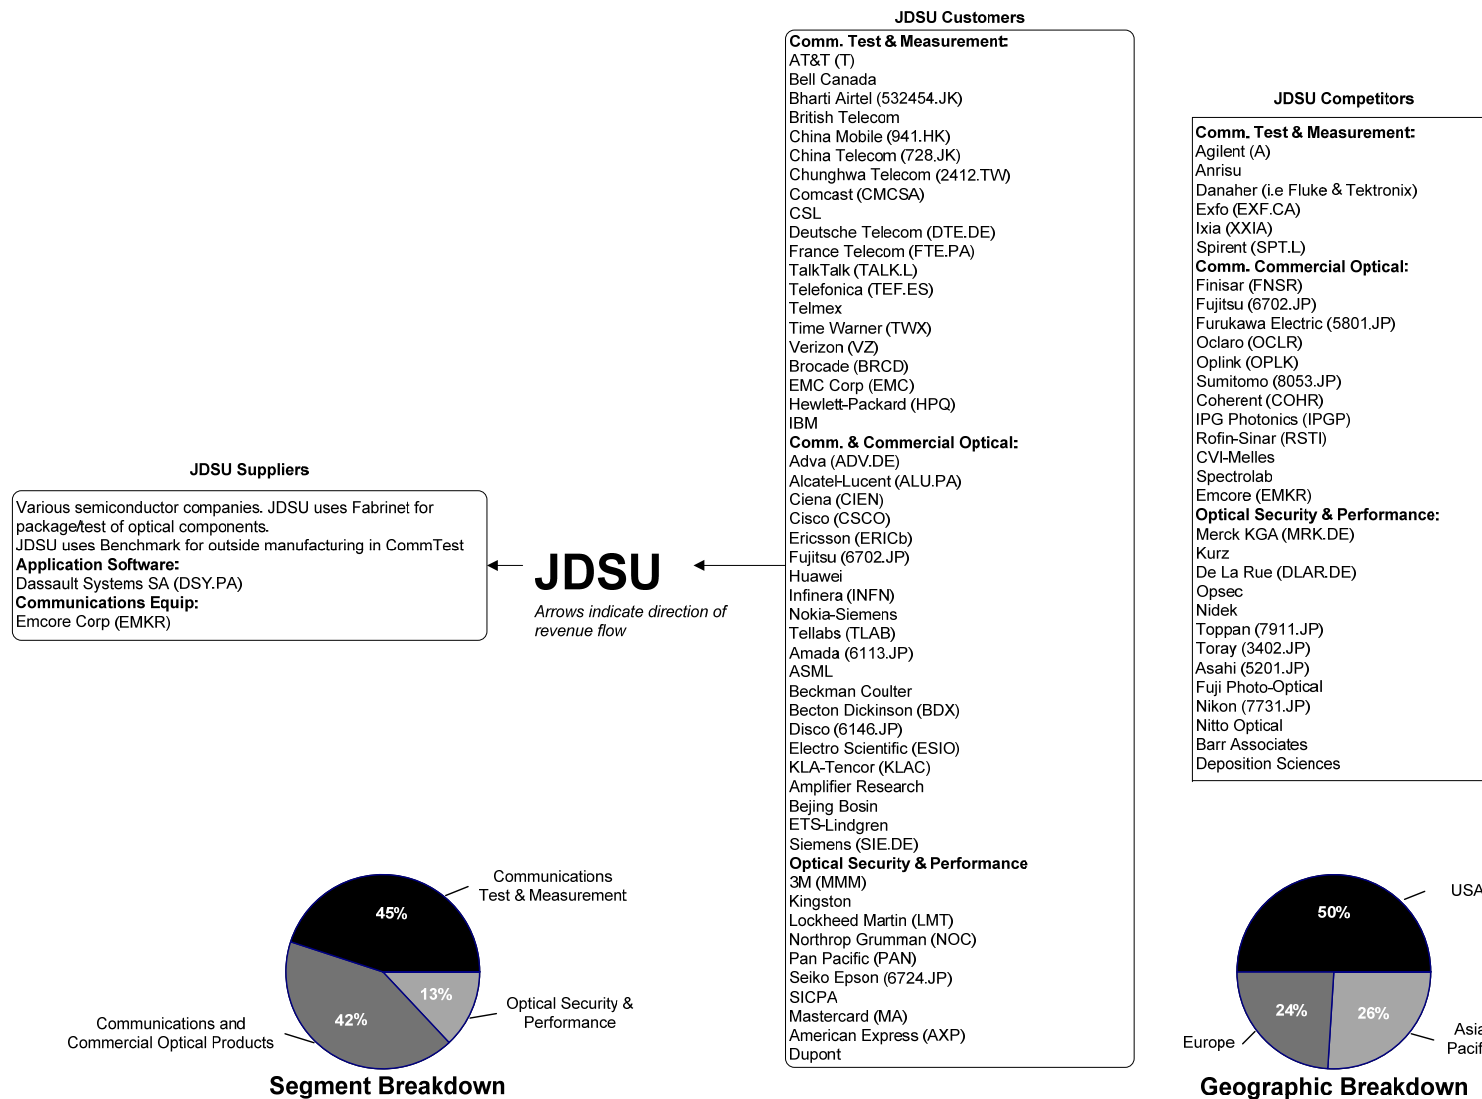 JDSU Customers
Comm. Test & Measurement:
AT&T (T)
Bell Canada
Bharti Airtel (532454.JK)
British Telecom
China Mobile (941.HK)
China Telecom (728.JK)
Chunghwa Telecom (2412.TW)
Comcast (CMCSA)
CSL
Deutsche Telecom (DTE.DE)
France Telecom (FTE.PA)
TalkTalk (TALK.L)
Telefonica (TEF.ES)
Telmex
Time Warner (TWX)
Verizon (VZ)
Brocade (BRCD)
EMC Corp (EMC)
Hewlett-Packard (HPQ)
IBM
Comm. & Commercial Optical:
Adva (ADV.DE)
Alcatel-Lucent (ALU.PA)
Ciena (CIEN)
Cisco (CSCO)
Ericsson (ERICb)
Fujitsu (6702.JP)
Huawei
Infinera (INFN)
Nokia-Siemens
Tellabs (TLAB)
Amada (6113.JP)
ASML
Beckman Coulter
Becton Dickinson (BDX)
Disco (6146.JP)
Electro Scientific (ESIO)
KLA-Tencor (KLAC)
Amplifier Research
Bejing Bosin
ETS-Lindgren
Siemens (SIE.DE)
Optical Security & Performance
3M (MMM)
Kingston
Lockheed Martin (LMT)
Northrop Grumman (NOC)
Pan Pacific (PAN)
Seiko Epson (6724.JP)
SICPA
Mastercard (MA)
American Express (AXP)
Dupont
JDSU Competitors
Comm. Test & Measurement:
Agilent (A)
Anrisu
Danaher (i.e Fluke & Tektronix)
Exfo (EXF.CA)
Ixia (XXIA)
Spirent (SPT.L)
Comm. Commercial Optical:
Finisar (FNSR)
Fujitsu (6702.JP)
Furukawa Electric (5801.JP)
Oclaro (OCLR)
Oplink (OPLK)
Sumitomo (8053.JP)
Coherent (COHR)
IPG Photonics (IPGP)
Rofin-Sinar (RSTI)
CVI-Melles
Spectrolab
Emcore (EMKR)
Optical Security & Performance:
Merck KGA (MRK.DE)
Kurz
De La Rue (DLAR.DE)
Opsec
Nidek
Toppan (7911.JP)
Toray (3402.JP)
Asahi (5201.JP)
Fuji Photo-Optical
Nikon (7731.JP)
Nitto Optical
Barr Associates
Deposition Sciences
JDSU Suppliers
Various semiconductor companies. JDSU uses Fabrinet for
package/test of optical components.
JDSU uses Benchmark for outside manufacturing in CommTest
Application Software:
Dassault Systems SA (DSY.PA)
Communications Equip:
Emcore Corp (EMKR)
JDSU
Arrows indicate direction of
revenue flow
Communications
Test & Measurement
45%
13%
42%
Optical Security &
Performance
Communications and
Commercial Optical Products
Segment Breakdown
USA
50%
24%
26%
Europe
Asia
Pacif
Geographic Breakdown